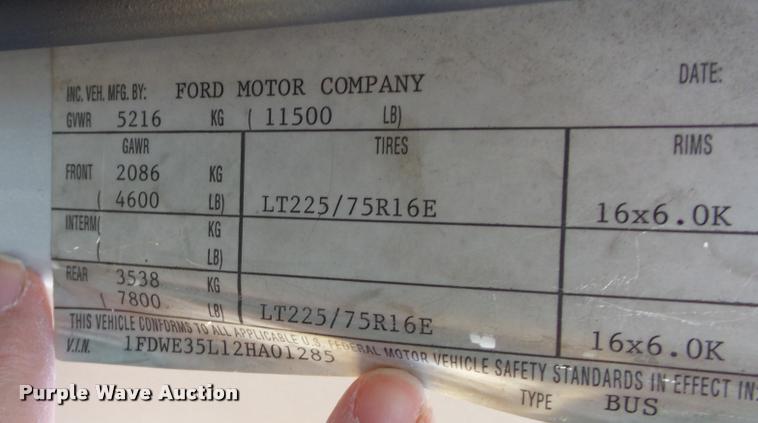 INC. VEH. MFG. BY: FORD MOTOR COMPANY DATE:
GVWR 5216 KG ( 11500 LB)
GAWR TIRES RIMS
FRONT 2086 KG
( 4600 LB) LT225/75R16E 16x6.0K
INTERM( KG
( LB)
REAR 3538 KG
( 7800 LB) LT225/75R16E 16x6.0K
THIS VEHICLE CONFORMS TO ALL APPLICABLE U.S. FEDERAL MOTOR VEHICLE SAFETY STANDARDS IN EFFECT IN
V.I.N. 1FDWE35L12HA01285 TYPE BUS
Purple Wave Auction